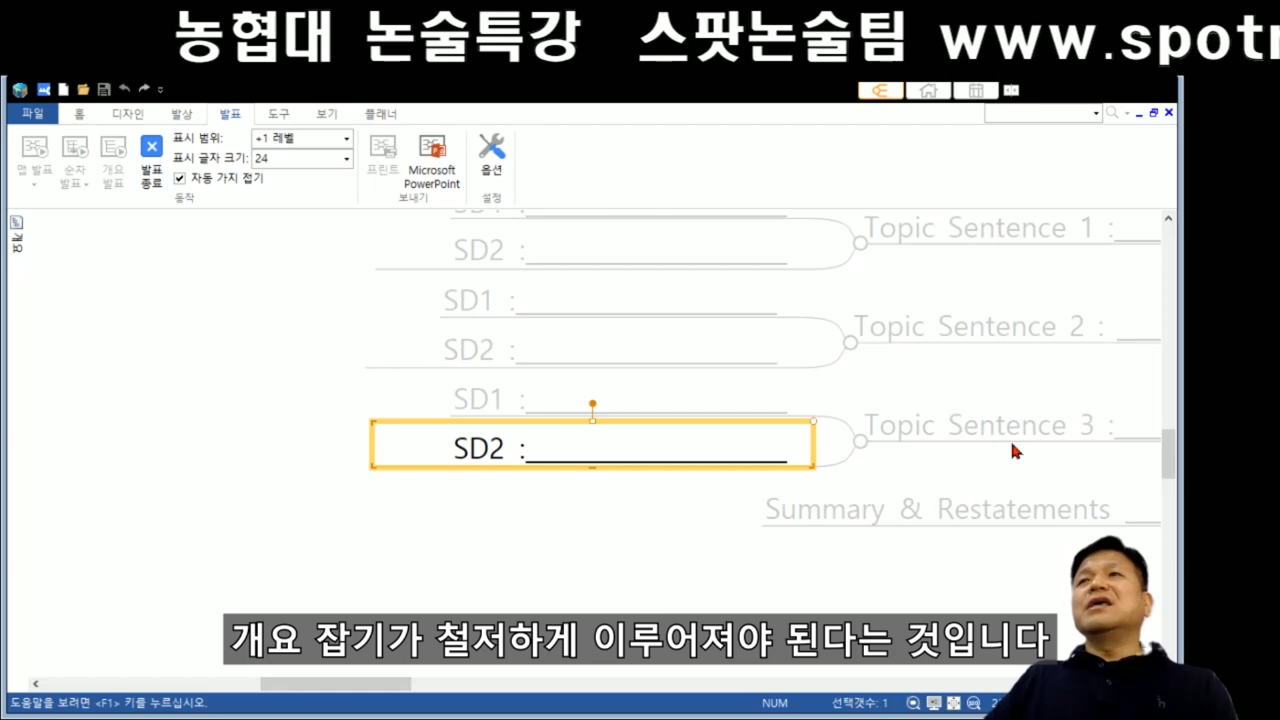 농협대 논술특강 스팟논술팀 www.spotr
파일 홈 디자인 발상 발표 도구 보기 플래너
맵 발표
순차 발표
개요 발표
발표 종료
표시 범위: +1 레벨
표시 글자 크기: 24
자동 가지 접기
동작
프린트
Microsoft PowerPoint
보내기
옵션
설정
개요
SD2 :
Topic Sentence 1 :
SD1 :
SD2 :
Topic Sentence 2 :
SD1 :
SD2 :
Topic Sentence 3 :
Summary & Restatements
개요 잡기가 철저하게 이루어져야 된다는 것입니다
도움말을 보려면 <F1> 키를 누르십시오.
NUM
선택갯수: 1